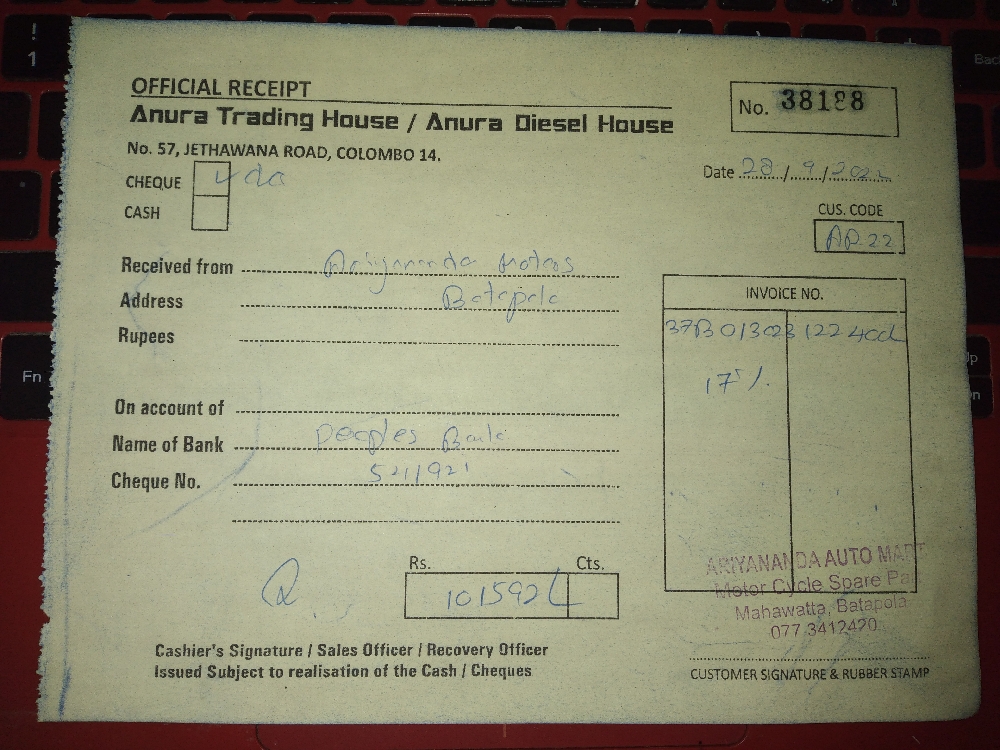 OFFICIAL RECEIPT
Anura Trading House / Anura Diesel House
No. 38188
No. 57, JETHAWANA ROAD, COLOMBO 14.
Date 28/9/2022
CHEQUE
CASH
CUS. CODE
AP 22
Received from Ariyananda Motors
Address Batapola
Rupees
INVOICE NO.
37B013023
17%
On account of
Name of Bank Peoples Bank
Cheque No. 521921
Rs. Cts.
101592
ARIYANANDA AUTO MART
Motor Cycle Spare
Mahawatta, Batapola
077 3412420
Cashier's Signature / Sales Officer / Recovery Officer
Issued Subject to realisation of the Cash / Cheques
CUSTOMER SIGNATURE & RUBBER STAMP
Fn